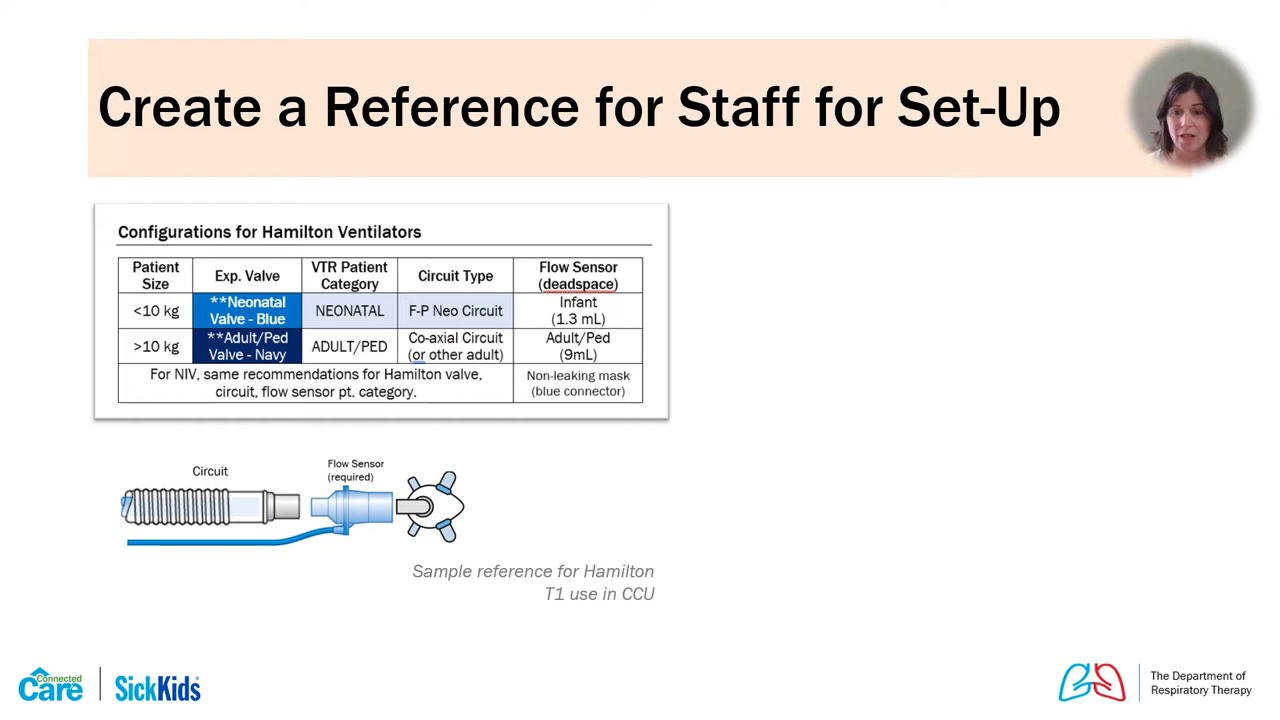 Create a Reference for Staff for Set-Up
Configurations for Hamilton Ventilators
Patient Size
Exp. Valve
VTR Patient Category
Circuit Type
Flow Sensor (deadspace)
<10 kg
**Neonatal Valve - Blue
NEONATAL
F-P Neo Circuit
Infant (1.3 mL)
>10 kg
**Adult/Ped Valve - Navy
ADULT/PED
Co-axial Circuit (or other adult)
Adult/Ped (9mL)
For NIV, same recommendations for Hamilton valve,
circuit, flow sensor pt. category.
Non-leaking mask
(blue connector)
Circuit
Flow Sensor
(required)
Sample reference for Hamilton
T1 use in CCU
Connected
Care
SickKids®
The Department of
Respiratory Therapy